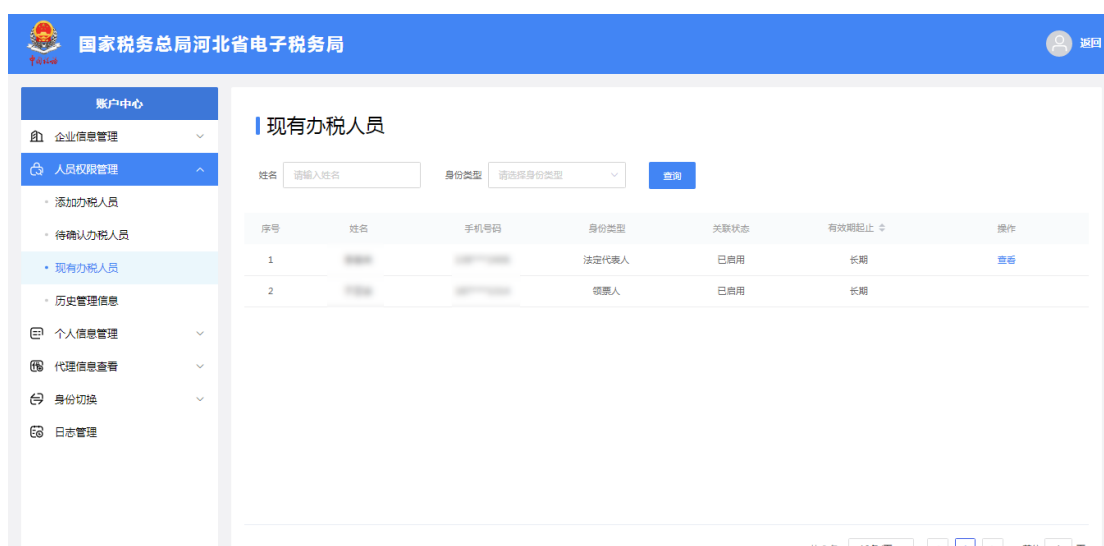 国家税务总局河北省电子税务局
返回
账户中心
企业信息管理
人员权限管理
添加办税人员
待确认办税人员
现有办税人员
历史管理信息
个人信息管理
代理信息查看
身份切换
日志管理
现有办税人员
姓名 请输入姓名 身份类型 请选择身份类型 查询
序号 姓名 手机号码 身份类型 关联状态 有效期起止 操作
1 法定代表人 已启用 长期 查看
2 领票人 已启用 长期